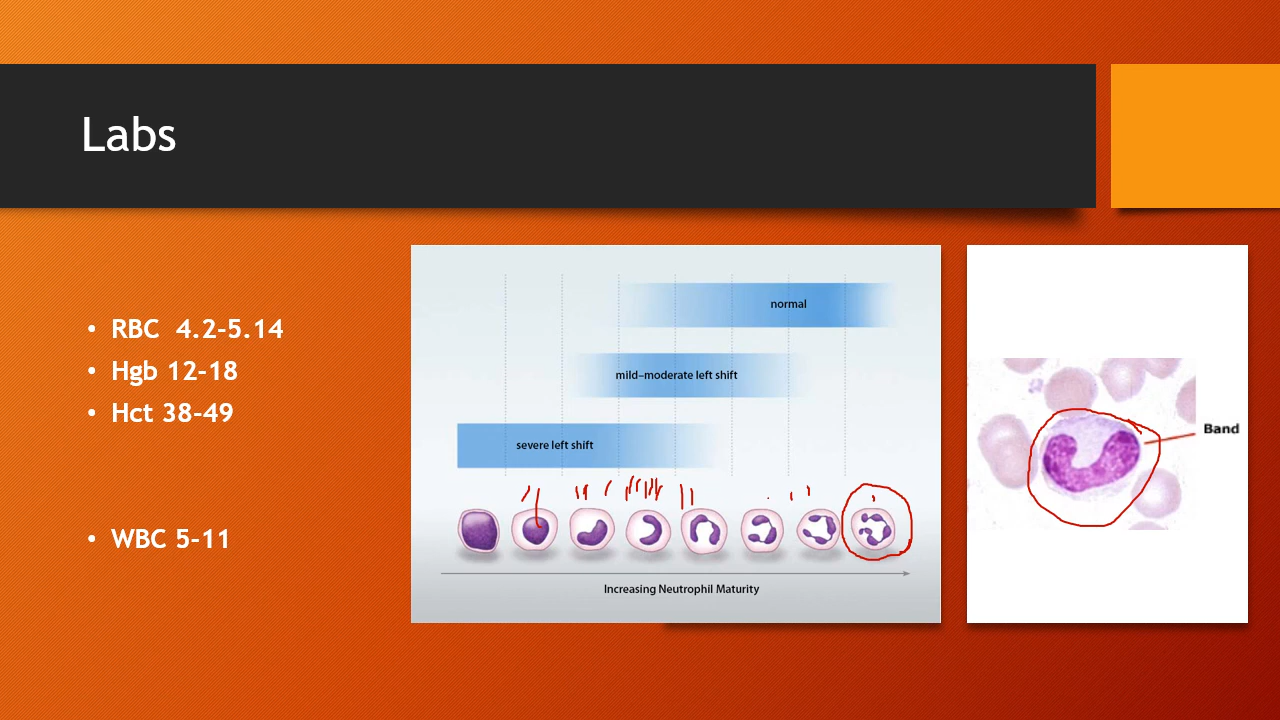 Labs
• RBC 4.2-5.14
• Hgb 12-18
• Hct 38-49
• WBC 5-11
normal
mild–moderate left shift
severe left shift
Increasing Neutrophil Maturity
Band